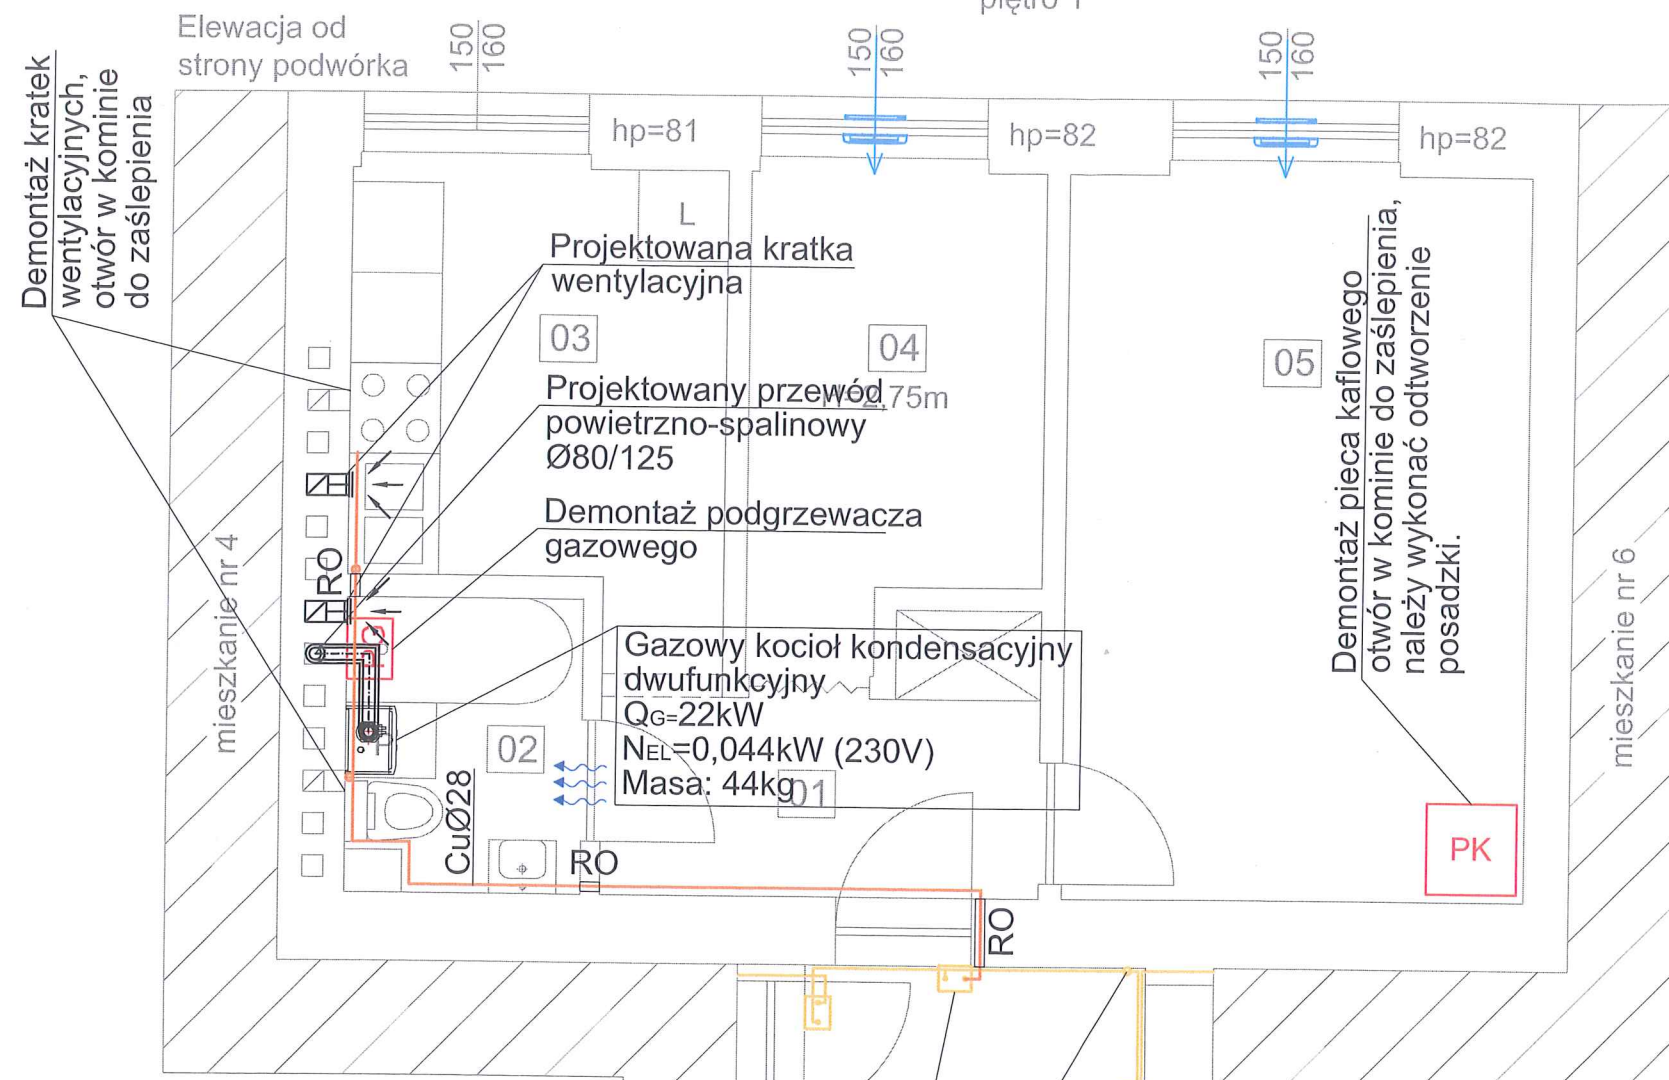 piętro 1
Elewacja od
strony podwórka
150
160
150
160
150
160
Demontaż kratek
wentylacyjnych,
otwór w kominie
do zaślepienia
hp=81
hp=82
hp=82
L
Projektowana kratka
wentylacyjna
03
04
05
H=2,75m
Projektowany przewód
powietrzno-spalinowy
Ø80/125
Demontaż podgrzewacza
gazowego
Demontaż pieca kaflowego
otwór w kominie do zaślepienia,
należy wykonać odtworzenie
posadzki.
mieszkanie nr 4
mieszkanie nr 6
RO
Gazowy kocioł kondensacyjny
dwufunkcyjny
QG=22kW
NEL=0,044kW (230V)
Masa: 44kg
02
01
CuØ28
RO
RO
PK